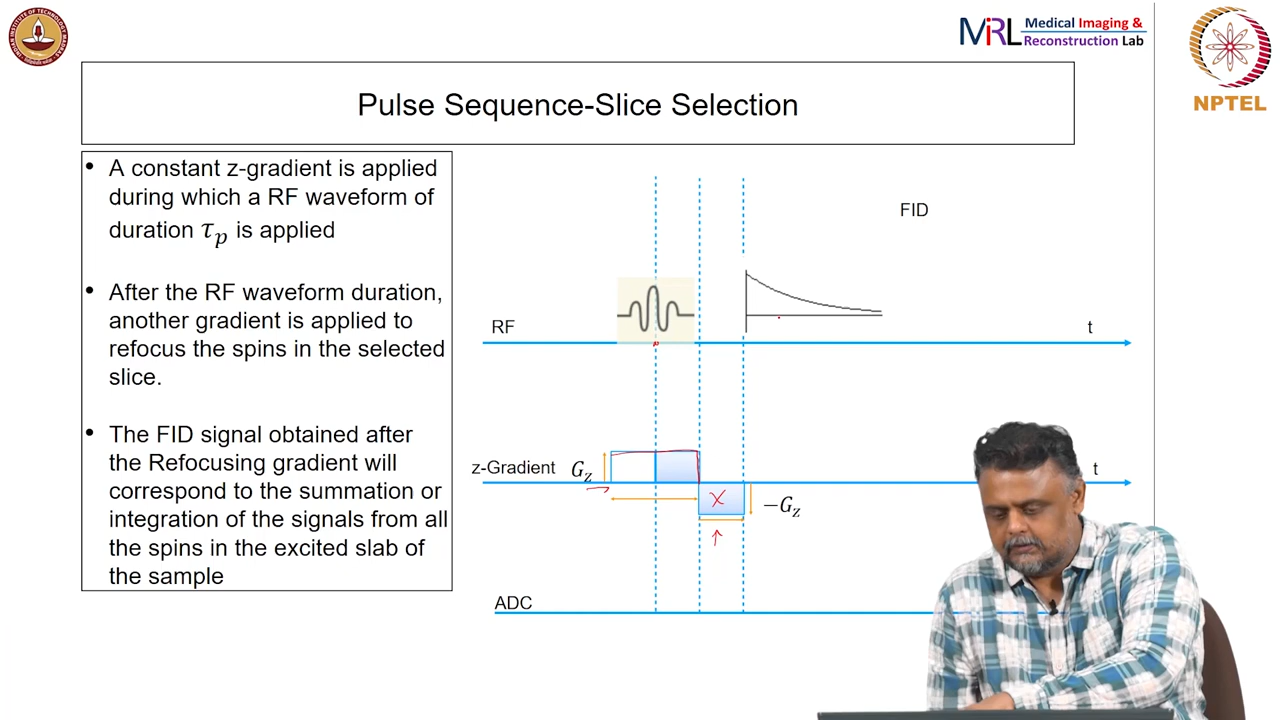 MIRL Medical Imaging &
Reconstruction Lab
NPTEL
Pulse Sequence-Slice Selection
• A constant z-gradient is applied
during which a RF waveform of
duration τₚ is applied
• After the RF waveform duration,
another gradient is applied to
refocus the spins in the selected
slice.
• The FID signal obtained after
the Refocusing gradient will
correspond to the summation or
integration of the signals from all
the spins in the excited slab of
the sample
FID
RF
t
z-Gradient
G_z
t
X
−G_z
ADC